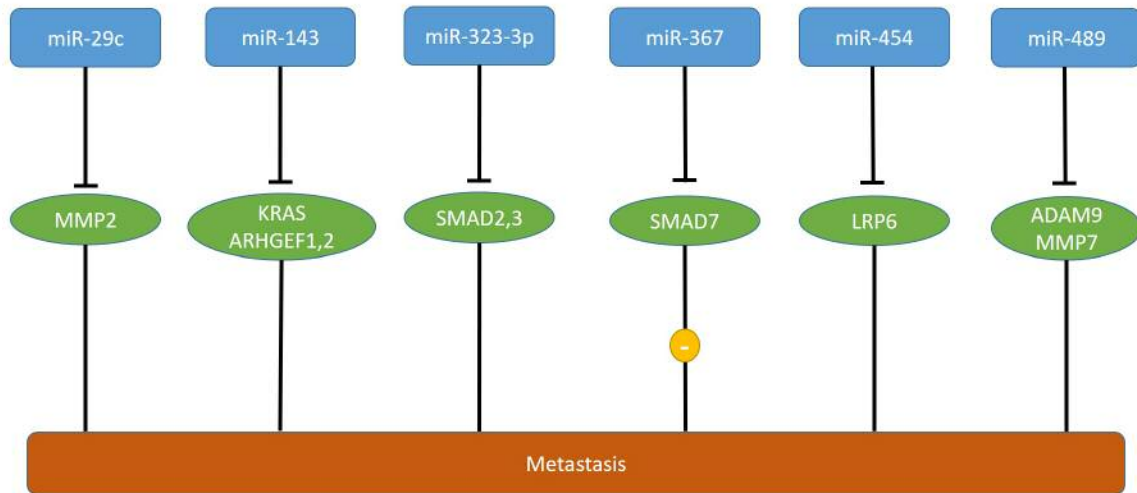 miR-29c
miR-143
miR-323-3p
miR-367
miR-454
miR-489
MMP2
KRAS
ARHGEF1,2
SMAD2,3
SMAD7
LRP6
ADAM9
MMP7
-
Metastasis